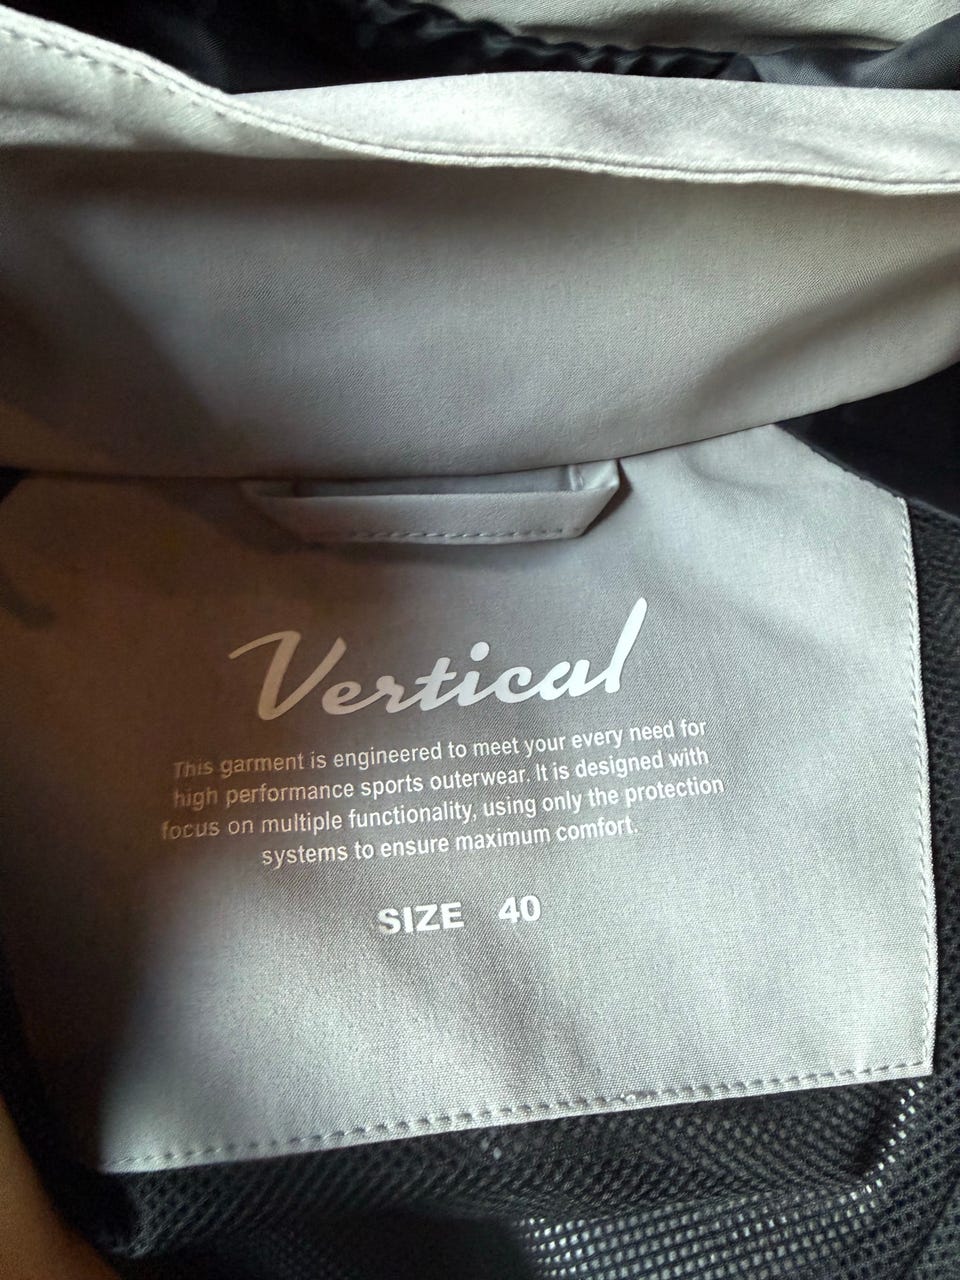 Vertical
This garment is engineered to meet your every need for
high performance sports outerwear. It is designed with
focus on multiple functionality, using only the protection
systems to ensure maximum comfort.
SIZE 40